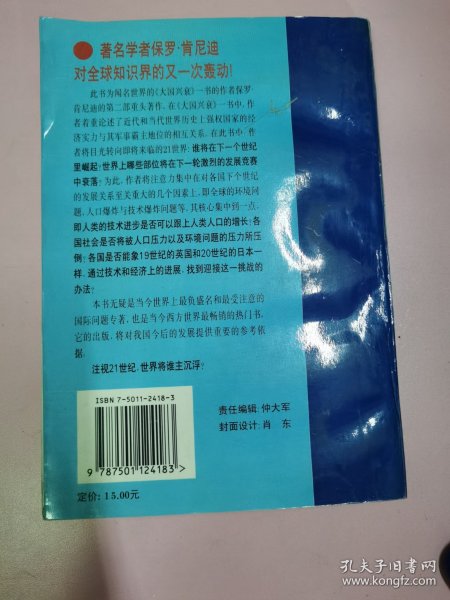 著名学者保罗·肯尼迪
对全球知识界的又一次轰动!
此书为闻名世界的《大国兴衰》一书的作者保罗·
肯尼迪的第二部重头著作。在《大国兴衰》一书中,作
者着重论述了近代和当代世界历史上强权国家的经
济实力与其军事霸主地位的相互关系。在此书中,作
者将目光转向即将来临的21世界:谁将在下一个世纪
里崛起?世界上哪些部位将在下一轮激烈的发展竞赛
中衰落?为此,作者将注意力集中在对各国下个世纪
的发展关系至关重大的几个因素上,即全球的环境问
题、人口爆炸与技术爆炸问题等,其核心集中到一点,
即人类的技术进步是否可以跟上人类人口的增长;各
国社会是否将被人口压力以及环境问题的压力所压
倒;各国是否能象19世纪的英国和20世纪的日本一
样,通过技术和经济上的进展,找到迎接这一挑战的
办法?
本书无疑是当今世界上最负盛名和最受注意的
国际问题专著,也是当今西方世界最畅销的热门书,
它的出版,将对我国今后的发展提供重要的参考依
据。
注视21世纪,世界将谁主沉浮?
ISBN 7-5011-2418-3
9 787501 124183 >
定价:15.00元
责任编辑:仲大军
封面设计:肖 东
孔夫子旧书网
www.kongfz.com